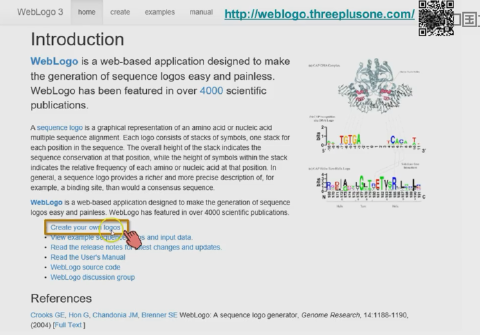 WebLogo 3 home create examples manual http://weblogo.threeplusone.com/
Introduction
WebLogo is a web-based application designed to make
the generation of sequence logos easy and painless.
WebLogo has been featured in over 4000 scientific
publications.
A sequence logo is a graphical representation of an amino acid or nucleic acid
multiple sequence alignment. Each logo consists of stacks of symbols, one stack for
each position in the sequence. The overall height of the stack indicates the
sequence conservation at that position, while the height of symbols within the stack
indicates the relative frequency of each amino or nucleic acid at that position. In
general, a sequence logo provides a richer and more precise description of, for
example, a binding site, than would a consensus sequence.
WebLogo is a web-based application designed to make the generation of sequence
logos easy and painless. WebLogo has featured in over 4000 scientific publications.
Create your own logos
• View example sequence and input data.
• Read the release notes for latest changes and updates.
• Read the User's Manual
• WebLogo source code
• WebLogo discussion group
References
Crooks GE, Hon G, Chandonia JM, Brenner SE WebLogo: A sequence logo generator, Genome Research, 14:1188-1190,
(2004) [Full Text ]